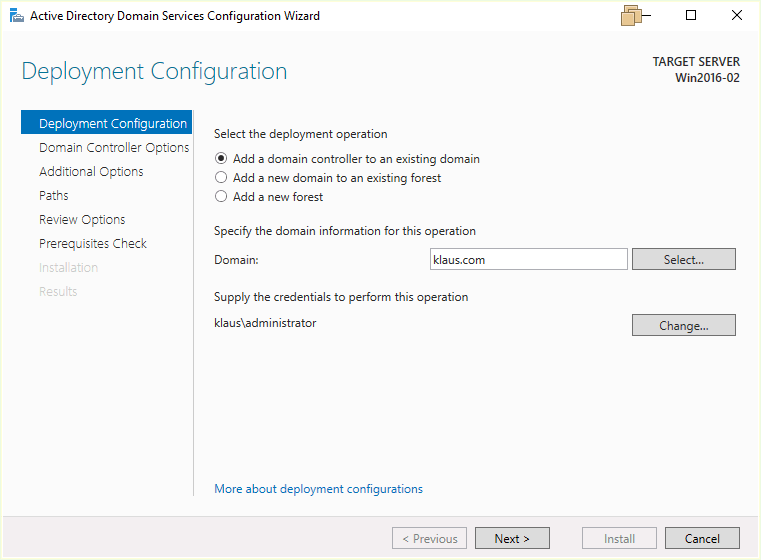 Active Directory Domain Services Configuration Wizard
Deployment Configuration
TARGET SERVER
Win2016-02
Deployment Configuration
Domain Controller Options
Additional Options
Paths
Review Options
Prerequisites Check
Installation
Results
Select the deployment operation
Add a domain controller to an existing domain
Add a new domain to an existing forest
Add a new forest
Specify the domain information for this operation
Domain:
klaus.com
Select...
Supply the credentials to perform this operation
klaus\administrator
Change...
More about deployment configurations
< Previous
Next >
Install
Cancel